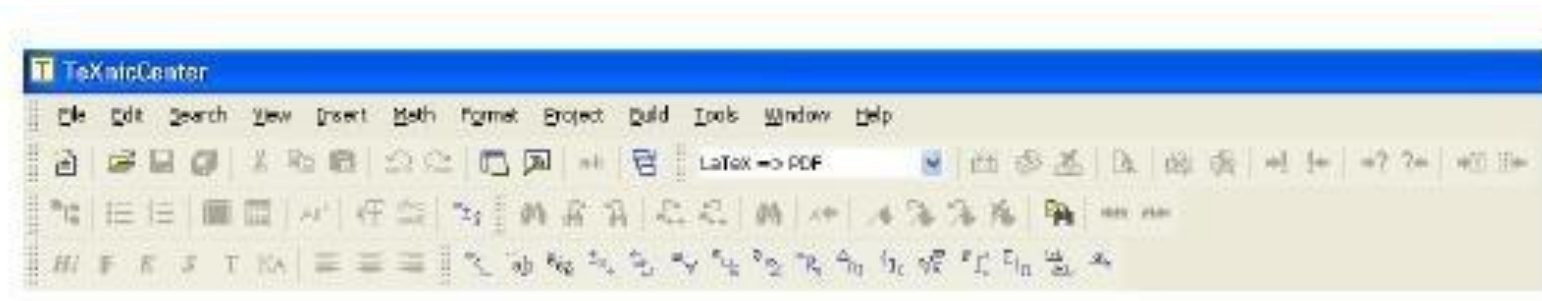 TeXnicCenter
File Edit Search View Insert Math Format Project Build Tools Window Help
LaTeX => PDF